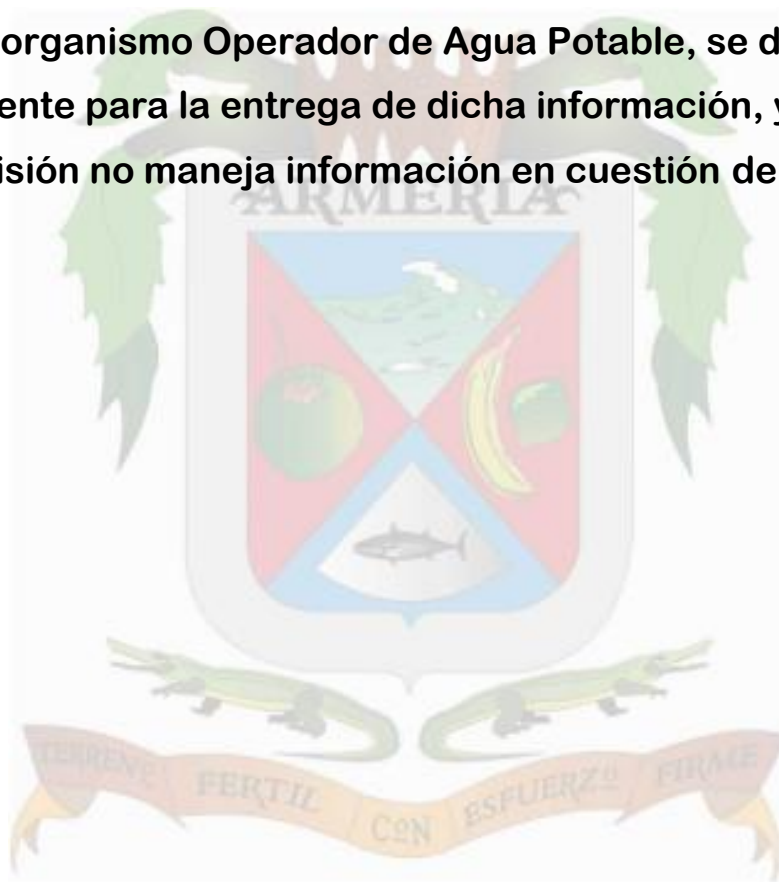 organismo Operador de Agua Potable, se d
ente para la entrega de dicha información, y
isión no maneja información en cuestión de
ARMERIA
TERRENO FERTIL CON ESFUERZO FIRME